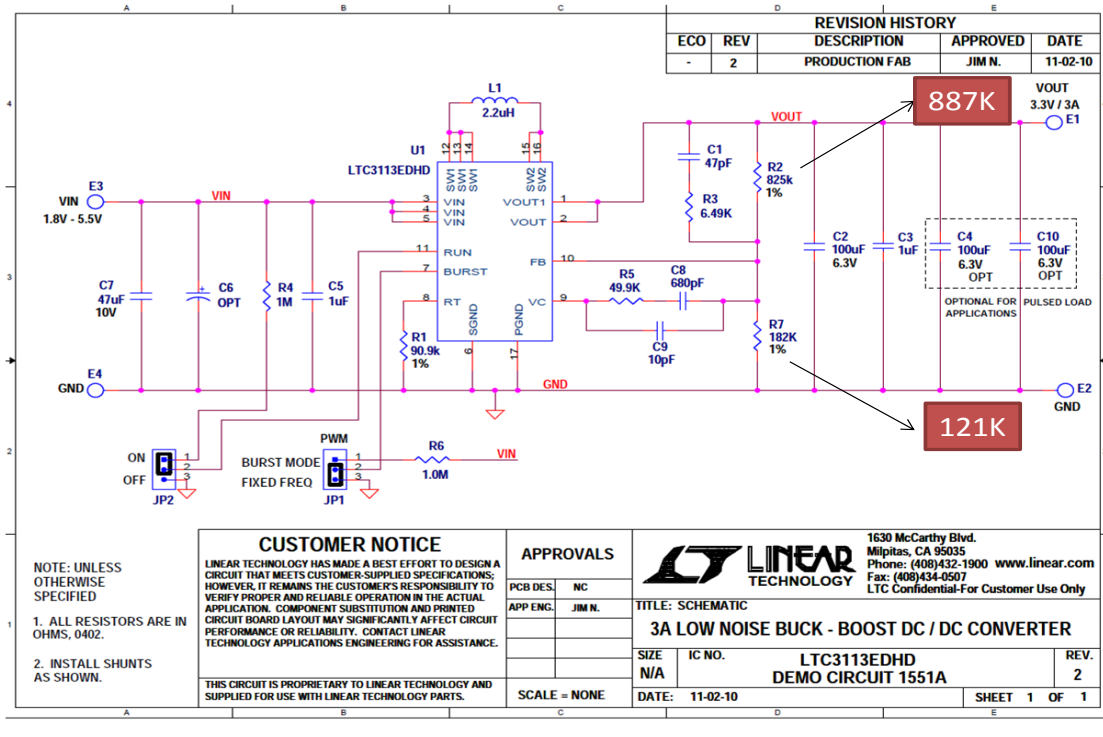 A B C D E
REVISION HISTORY
ECO REV DESCRIPTION APPROVED DATE
- 2 PRODUCTION FAB JIM N. 11-02-10
4
887K
VOUT
3.3V / 3A
E1
L1
2.2uH
VOUT
U1
LTC3113EDHD
12 13 14 15 16
SW1 SW1 SW1 SW2 SW2
C1
47pF
R2
825k
1%
E3
VIN
1.8V - 5.5V
VIN
3 VIN
4 VIN
5 VIN
VOUT1 1
VOUT 2
R3
6.49K
11 RUN
7 BURST
FB 10
C2
100uF
6.3V
C3
1uF
C4
100uF
6.3V
OPT
C10
100uF
6.3V
OPT
3
C7
47uF
10V
+
C6
OPT
R4
1M
C5
1uF
8 RT
VC 9
R5
49.9K
C8
680pF
OPTIONAL FOR PULSED LOAD
APPLICATIONS
SGND PGND
6 17
R1
90.9k
1%
C9
10pF
R7
182K
1%
E4
GND
GND
E2
GND
121K
2
ON
OFF
1
2
3
JP2
PWM
BURST MODE
FIXED FREQ
1
2
3
JP1
R6
1.0M
VIN
NOTE: UNLESS
OTHERWISE
SPECIFIED
1. ALL RESISTORS ARE IN
OHMS, 0402.
2. INSTALL SHUNTS
AS SHOWN.
1
CUSTOMER NOTICE
LINEAR TECHNOLOGY HAS MADE A BEST EFFORT TO DESIGN A
CIRCUIT THAT MEETS CUSTOMER-SUPPLIED SPECIFICATIONS;
HOWEVER, IT REMAINS THE CUSTOMER'S RESPONSIBILITY TO
VERIFY PROPER AND RELIABLE OPERATION IN THE ACTUAL
APPLICATION. COMPONENT SUBSTITUTION AND PRINTED
CIRCUIT BOARD LAYOUT MAY SIGNIFICANTLY AFFECT CIRCUIT
PERFORMANCE OR RELIABILITY. CONTACT LINEAR
TECHNOLOGY APPLICATIONS ENGINEERING FOR ASSISTANCE.
THIS CIRCUIT IS PROPRIETARY TO LINEAR TECHNOLOGY AND
SUPPLIED FOR USE WITH LINEAR TECHNOLOGY PARTS.
APPROVALS
PCB DES. NC
APP ENG. JIM N.
SCALE = NONE
LINEAR
TECHNOLOGY
1630 McCarthy Blvd.
Milpitas, CA 95035
Phone: (408)432-1900 www.linear.com
Fax: (408)434-0507
LTC Confidential-For Customer Use Only
TITLE: SCHEMATIC
3A LOW NOISE BUCK - BOOST DC / DC CONVERTER
SIZE
N/A
IC NO.
LTC3113EDHD
DEMO CIRCUIT 1551A
REV.
2
DATE: 11-02-10
SHEET 1 OF 1
A B C D E